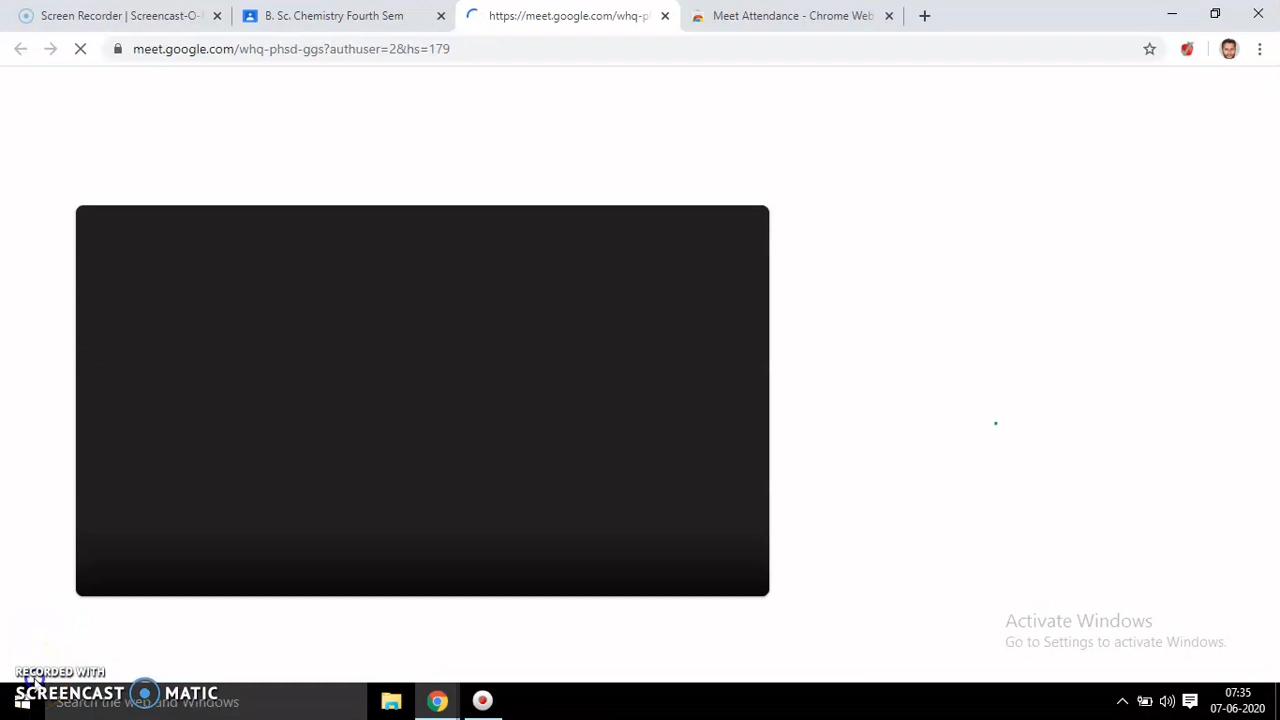 Screen Recorder | Screencast-O-
B. Sc. Chemistry Fourth Sem
https://meet.google.com/whq-p
Meet Attendance - Chrome Web
meet.google.com/whq-phsd-ggs?authuser=2&hs=179
Activate Windows
Go to Settings to activate Windows.
RECORDED WITH
SCREENCAST MATIC
Search the web and Windows
07:35
07-06-2020